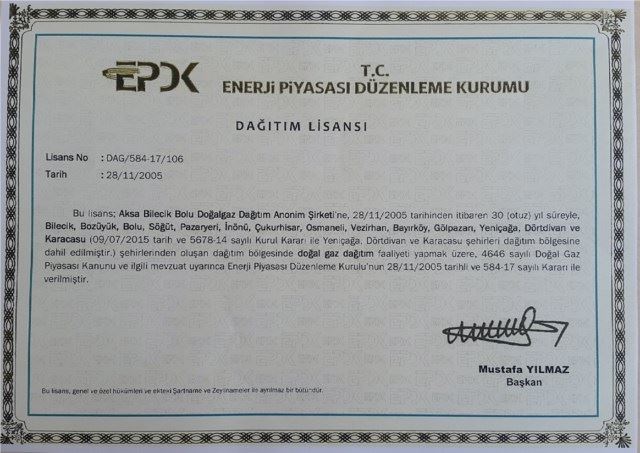 EPDK
T.C.
ENERJİ PİYASASI DÜZENLEME KURUMU
DAĞITIM LİSANSI
Lisans No : DAG/584-17/106
Tarih : 28/11/2005
Bu lisans; Aksa Bilecik Bolu Doğalgaz Dağıtım Anonim Şirketi'ne, 28/11/2005 tarihinden itibaren 30 (otuz) yıl süreyle,
Bilecik, Bozüyük, Bolu, Söğüt, Pazaryeri, İnönü, Çukurhisar, Osmaneli, Vezirhan, Bayırköy, Gölpazarı, Yeniçağa, Dörtdivan ve
Karacasu (09/07/2015 tarih ve 5678-14 sayılı Kurul Kararı ile Yeniçağa, Dörtdivan ve Karacasu şehirleri dağıtım bölgesine
dahil edilmiştir.) şehirlerinden oluşan dağıtım bölgesinde doğal gaz dağıtım faaliyeti yapmak üzere, 4646 sayılı Doğal Gaz
Piyasası Kanunu ve ilgili mevzuat uyarınca Enerji Piyasası Düzenleme Kurulu'nun 28/11/2005 tarihli ve 584-17 sayılı Kararı ile
verilmiştir.
Mustafa YILMAZ
Başkan
Bu lisans, genel ve özel hükümleri ve ekteki Şartname ve Zeyilnameler ile ayrılmaz bir bütündür.